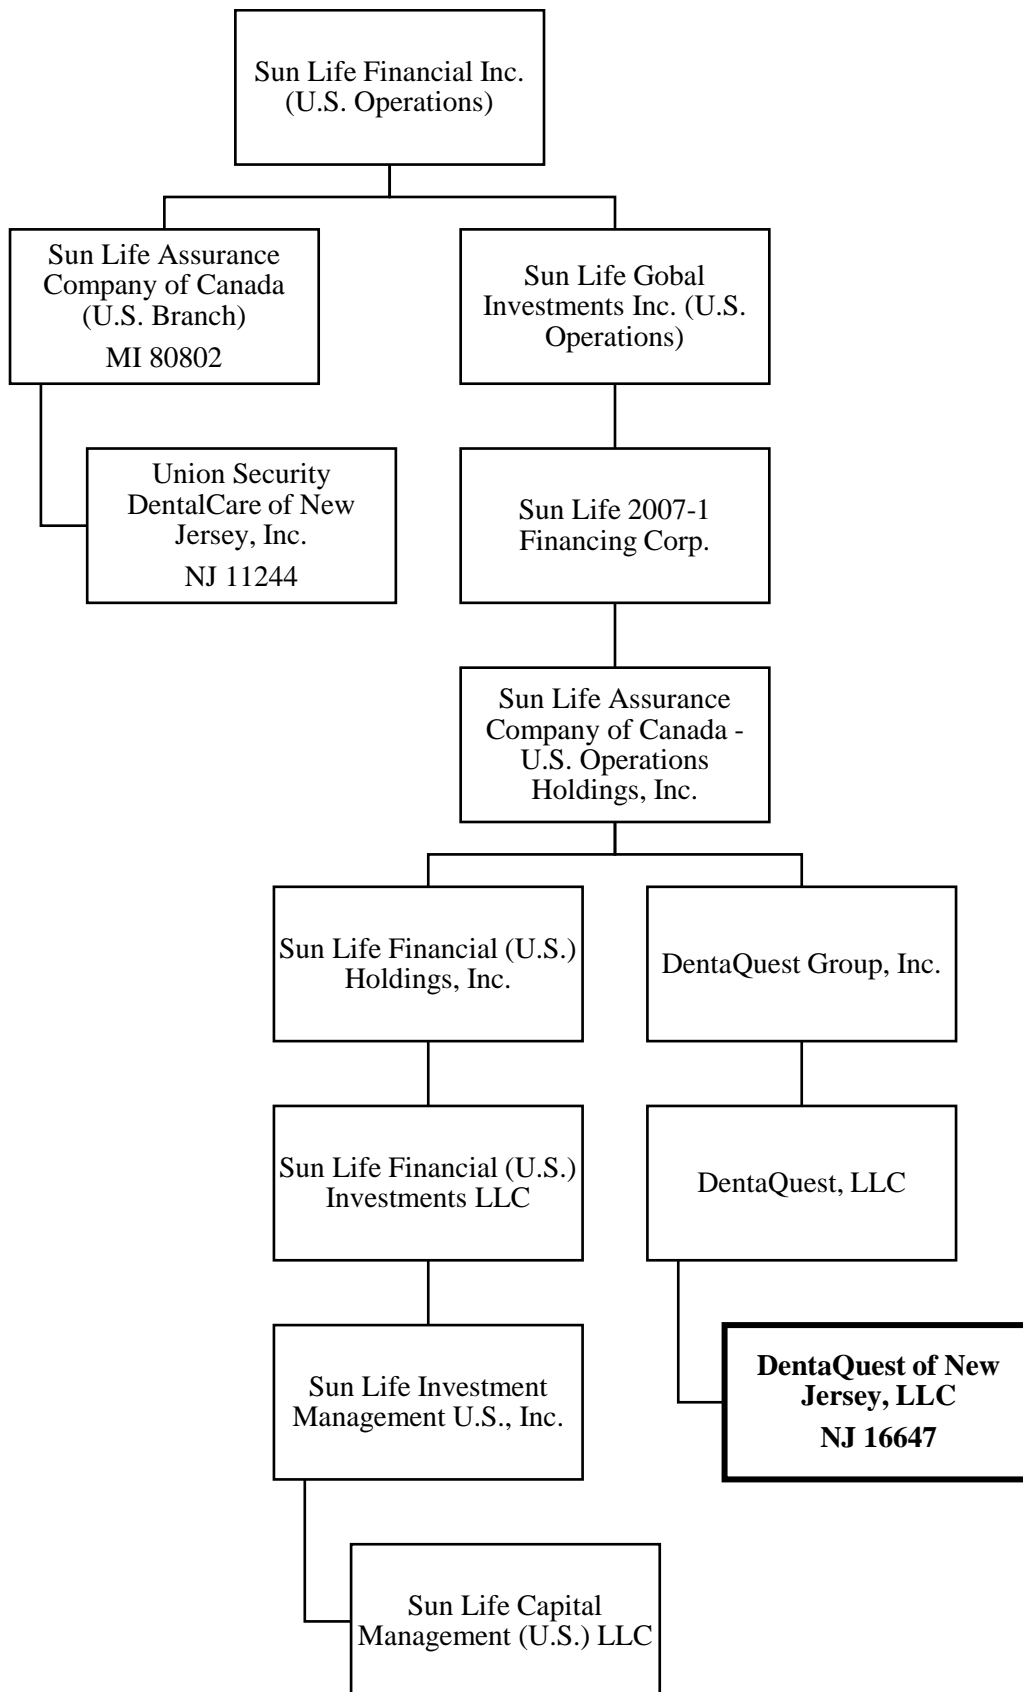 Sun Life Financial Inc.
(U.S. Operations)
Sun Life Assurance
Company of Canada
(U.S. Branch)
MI 80802
Sun Life Gobal
Investments Inc. (U.S.
Operations)
Union Security
DentalCare of New
Jersey, Inc.
NJ 11244
Sun Life 2007-1
Financing Corp.
Sun Life Assurance
Company of Canada -
U.S. Operations
Holdings, Inc.
Sun Life Financial (U.S.)
Holdings, Inc.
DentaQuest Group, Inc.
Sun Life Financial (U.S.)
Investments LLC
DentaQuest, LLC
Sun Life Investment
Management U.S., Inc.
DentaQuest of New
Jersey, LLC
NJ 16647
Sun Life Capital
Management (U.S.) LLC